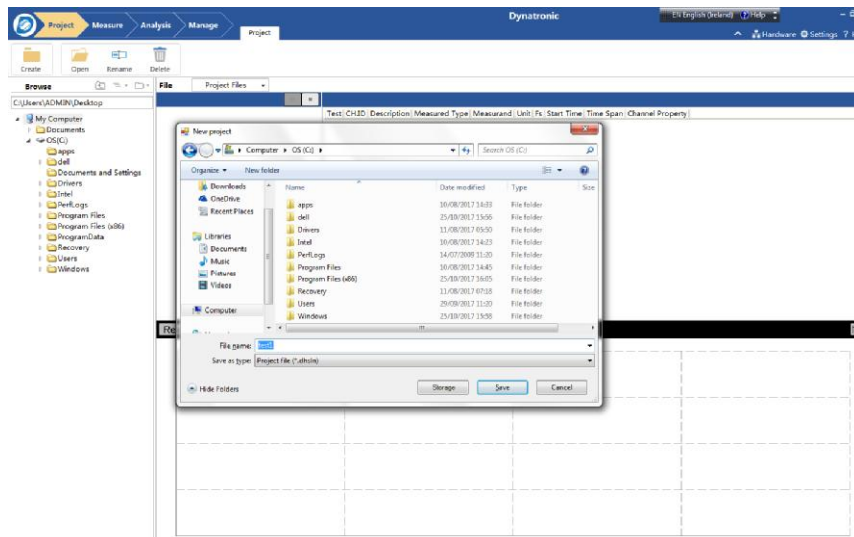 Dynatronic
EN English (Ireland) Help
Project Measure Analysis Manage Project
Hardware Settings ?
Create Open Rename Delete
Browse
File Project Files
C:\Users\ADMIN\Desktop
Test CHID Description Measured Type Measurand Unit Fs Start Time Time Span Channel Property
My Computer
Documents
OS(C:)
apps
dell
Documents and Settings
Drivers
Intel
PerfLogs
Program Files
Program Files (x86)
ProgramData
Recovery
Users
Windows
New project
Computer OS (C:)
Search OS (C:)
Organize New folder
Downloads
OneDrive
Recent Places
Libraries
Documents
Music
Pictures
Videos
Computer
Name Date modified Type Size
apps 10/08/2017 14:33 File folder
dell 25/10/2017 15:56 File folder
Drivers 11/08/2017 05:50 File folder
Intel 10/08/2017 14:23 File folder
PerfLogs 14/07/2009 11:20 File folder
Program Files 10/08/2017 14:45 File folder
Program Files (x86) 25/10/2017 16:05 File folder
Recovery 11/08/2017 07:18 File folder
Users 29/09/2017 11:20 File folder
Windows 25/10/2017 15:58 File folder
Re
File name: test1
Save as type: Project file (*.dhsln)
Hide Folders Storage Save Cancel